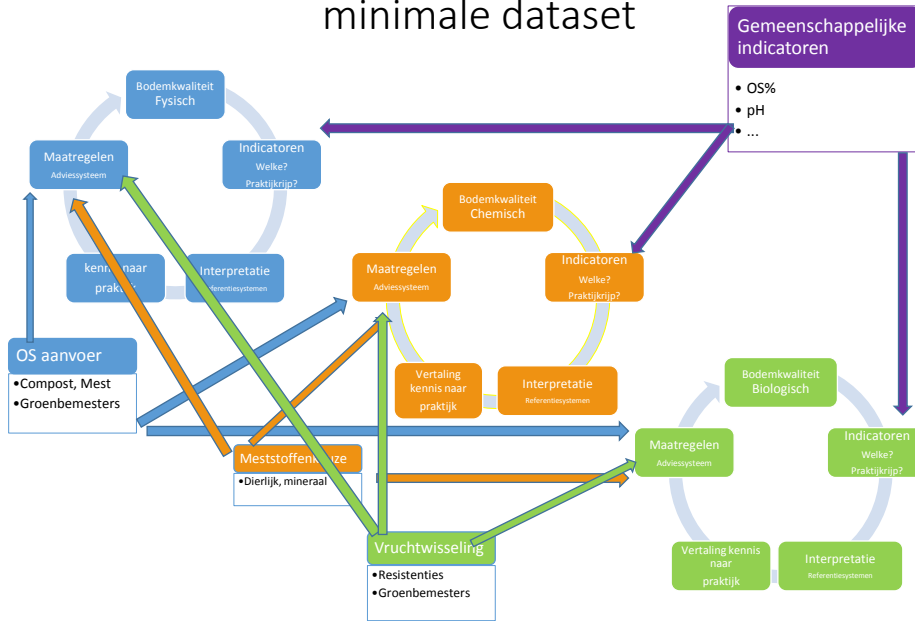 minimale dataset
Gemeenschappelijke
indicatoren
• OS%
• pH
• ...
Bodemkwaliteit
Fysisch
Maatregelen
Adviessysteem
Indicatoren
Welke?
Praktijkrijp?
kennis naar
praktijk
Interpretatie
Referentiesystemen
Bodemkwaliteit
Chemisch
Maatregelen
Adviessysteem
Indicatoren
Welke?
Praktijkrijp?
Vertaling
kennis naar
praktijk
Interpretatie
Referentiesystemen
OS aanvoer
•Compost, Mest
•Groenbemesters
Bodemkwaliteit
Biologisch
Maatregelen
Adviessysteem
Indicatoren
Welke?
Praktijkrijp?
Vertaling kennis
naar
praktijk
Interpretatie
Referentiesystemen
Meststoffenkeuze
•Dierlijk, mineraal
Vruchtwisseling
•Resistenties
•Groenbemesters